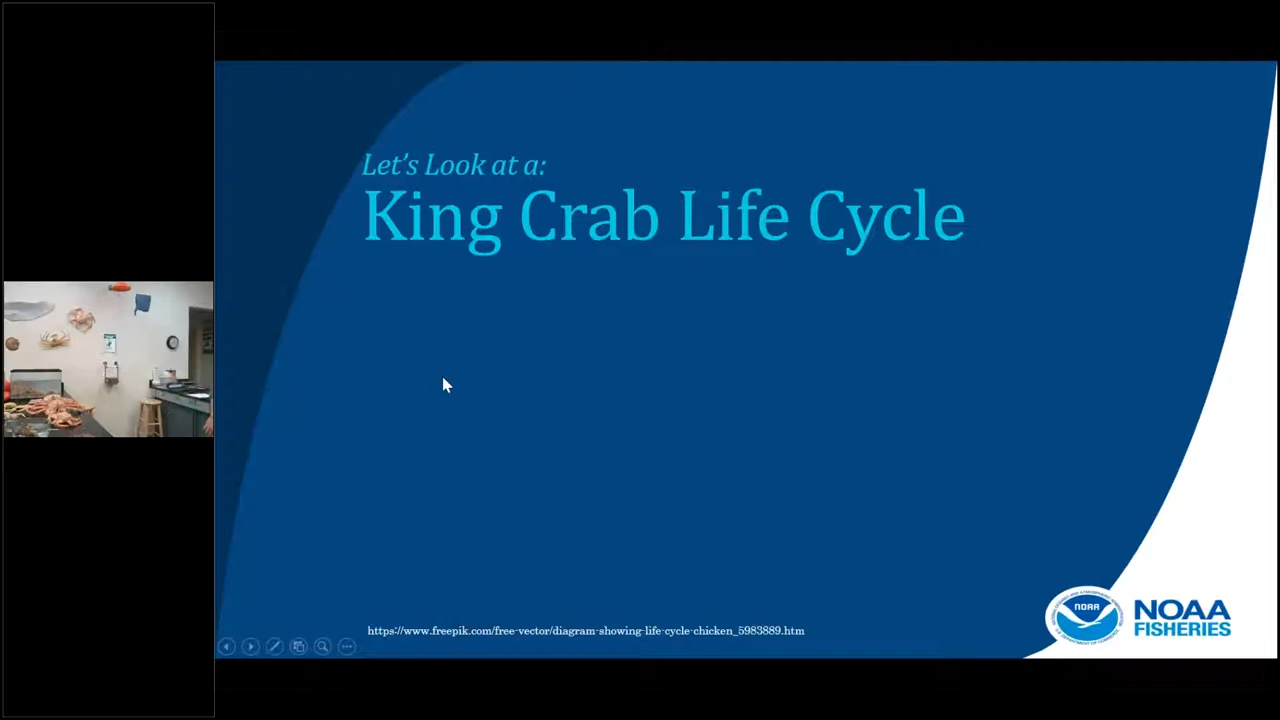 Let's Look at a:
King Crab Life Cycle
https://www.freepik.com/free-vector/diagram-showing-life-cycle-chicken_5983889.htm
NOAA
NOAA
FISHERIES